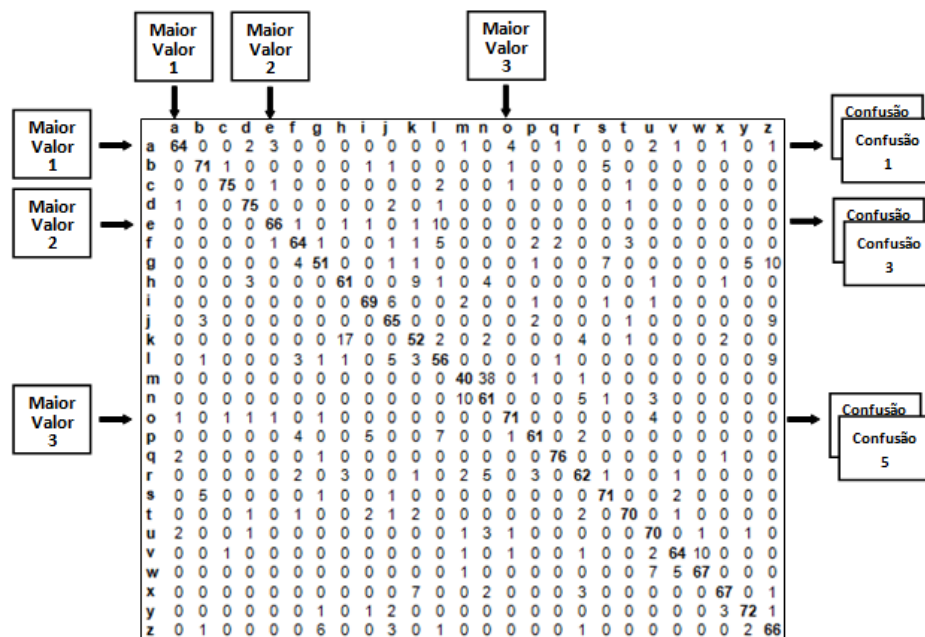 Maior
Valor
1
Maior
Valor
2
Maior
Valor
3
Maior
Valor
1
Maior
Valor
2
Maior
Valor
3
a b c d e f g h i j k l m n o p q r s t u v w x y z
a 64 0 0 2 3 0 0 0 0 0 0 0 1 0 4 0 1 0 0 0 2 1 0 1 0 1
b 0 71 1 0 0 0 0 0 1 1 0 0 0 0 1 0 0 0 5 0 0 0 0 0 0 0
c 0 0 75 0 1 0 0 0 0 0 0 2 0 0 1 0 0 0 0 1 0 0 0 0 0 0
d 1 0 0 75 0 0 0 0 0 2 0 1 0 0 0 0 0 0 0 1 0 0 0 0 0 0
e 0 0 0 0 66 1 0 1 1 0 1 10 0 0 0 0 0 0 0 0 0 0 0 0 0 0
f 0 0 0 0 1 64 1 0 0 1 1 5 0 0 0 2 2 0 0 3 0 0 0 0 0 0
g 0 0 0 0 0 4 51 0 0 1 1 0 0 0 0 1 0 0 7 0 0 0 0 0 5 10
h 0 0 0 3 0 0 0 61 0 0 9 1 0 4 0 0 0 0 0 0 1 0 0 1 0 0
i 0 0 0 0 0 0 0 0 69 6 0 0 2 0 0 1 0 0 1 0 1 0 0 0 0 0
j 0 3 0 0 0 0 0 0 0 65 0 0 0 0 0 2 0 0 0 1 0 0 0 0 0 9
k 0 0 0 0 0 0 0 17 0 0 52 2 0 2 0 0 0 4 0 1 0 0 0 2 0 0
l 0 1 0 0 0 3 1 1 0 5 3 56 0 0 0 0 1 0 0 0 0 0 0 0 0 9
m 0 0 0 0 0 0 0 0 0 0 0 0 40 38 0 1 0 1 0 0 0 0 0 0 0 0
n 0 0 0 0 0 0 0 0 0 0 0 0 10 61 0 0 0 5 1 0 3 0 0 0 0 0
o 1 0 1 1 1 0 1 0 0 0 0 0 0 0 71 0 0 0 0 0 4 0 0 0 0 0
p 0 0 0 0 0 4 0 0 5 0 0 7 0 0 1 61 0 2 0 0 0 0 0 0 0 0
q 2 0 0 0 0 0 1 0 0 0 0 0 0 0 0 0 76 0 0 0 0 0 0 1 0 0
r 0 0 0 0 0 2 0 3 0 0 1 0 2 5 0 3 0 62 1 0 0 1 0 0 0 0
s 0 5 0 0 0 0 1 0 0 1 0 0 0 0 0 0 0 0 71 0 0 2 0 0 0 0
t 0 0 0 1 0 1 0 0 2 1 2 0 0 0 0 0 0 2 0 70 0 1 0 0 0 0
u 2 0 0 1 0 0 0 0 0 0 0 0 1 3 1 0 0 0 0 0 70 0 1 0 1 0
v 0 0 1 0 0 0 0 0 0 0 0 0 1 0 1 0 0 1 0 0 2 64 10 0 0 0
w 0 0 0 0 0 0 0 0 0 0 0 0 1 0 0 0 0 0 0 0 7 5 67 0 0 0
x 0 0 0 0 0 0 0 0 0 0 7 0 0 2 0 0 0 3 0 0 0 0 0 67 0 1
y 0 0 0 0 0 0 1 0 1 2 0 0 0 0 0 0 0 0 0 0 0 0 0 3 72 1
z 0 1 0 0 0 0 6 0 0 3 0 1 0 0 0 0 0 1 0 0 0 0 0 0 2 66
Confusão
Confusão
1
Confusão
Confusão
3
Confusão
Confusão
5